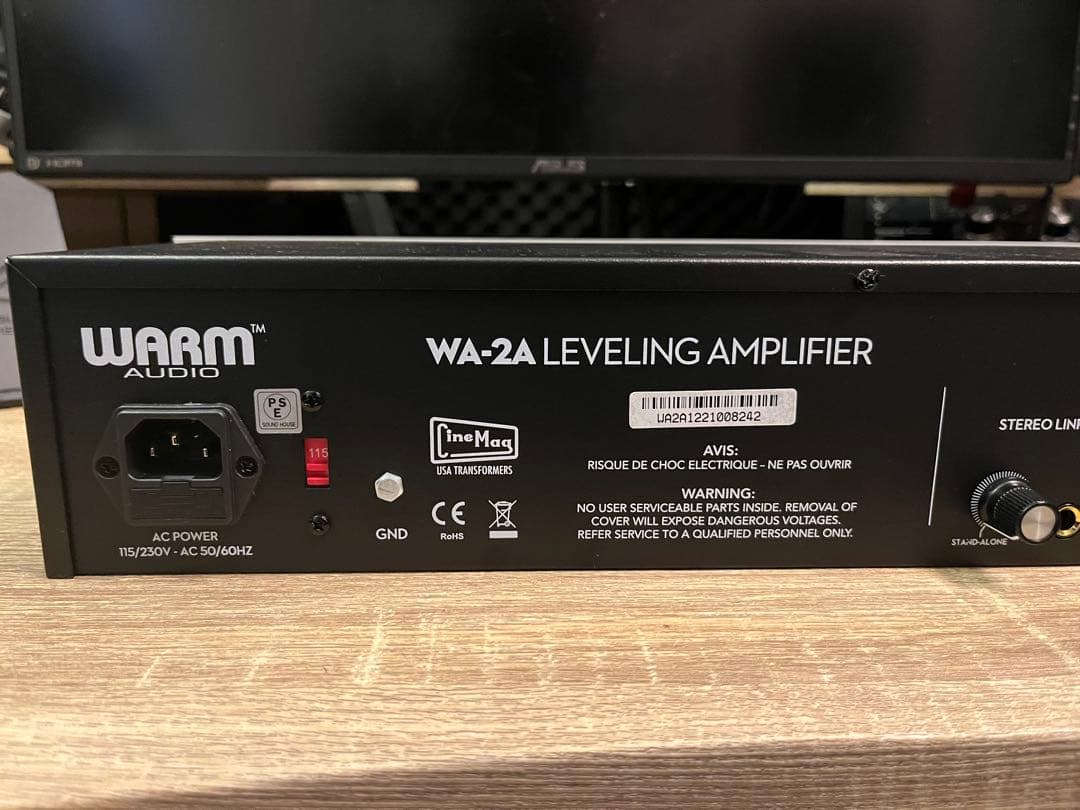 HDMI
ASUS
WARM™
AUDIO
WA-2A LEVELING AMPLIFIER
PS
E
SOUND HOUSE
115
WA2A1221008242
CineMag
USA TRANSFORMERS
AVIS:
RISQUE DE CHOC ELECTRIQUE – NE PAS OUVRIR
STEREO LIN
WARNING:
NO USER SERVICEABLE PARTS INSIDE. REMOVAL OF
COVER WILL EXPOSE DANGEROUS VOLTAGES.
REFER SERVICE TO A QUALIFIED PERSONNEL ONLY.
CE
RoHS
GND
AC POWER
115/230V - AC 50/60HZ
STAND-ALONE